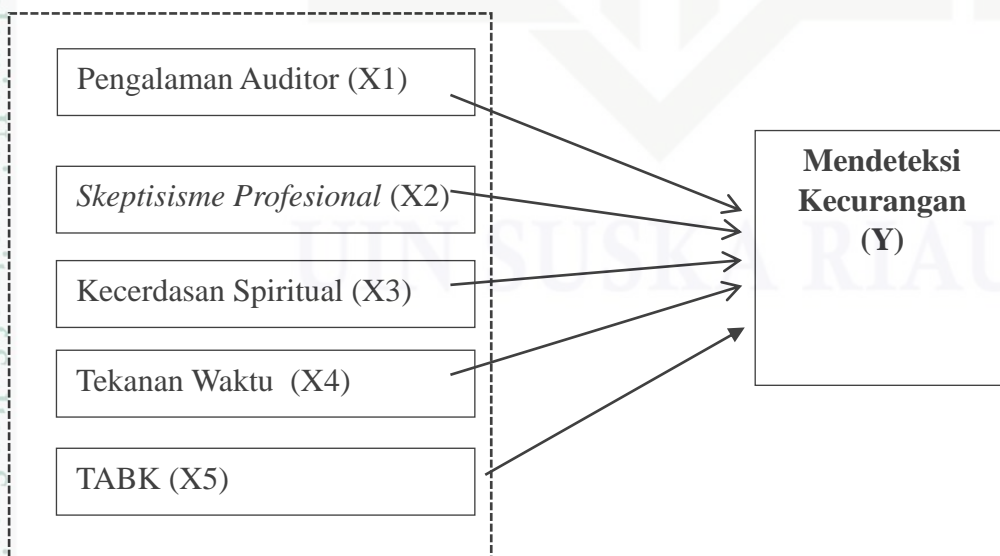 Pengalaman Auditor (X1)
Skeptisisme Profesional (X2)
Kecerdasan Spiritual (X3)
Tekanan Waktu (X4)
TABK (X5)
Mendeteksi
Kecurangan
(Y)
UIN SUSKA RIAU